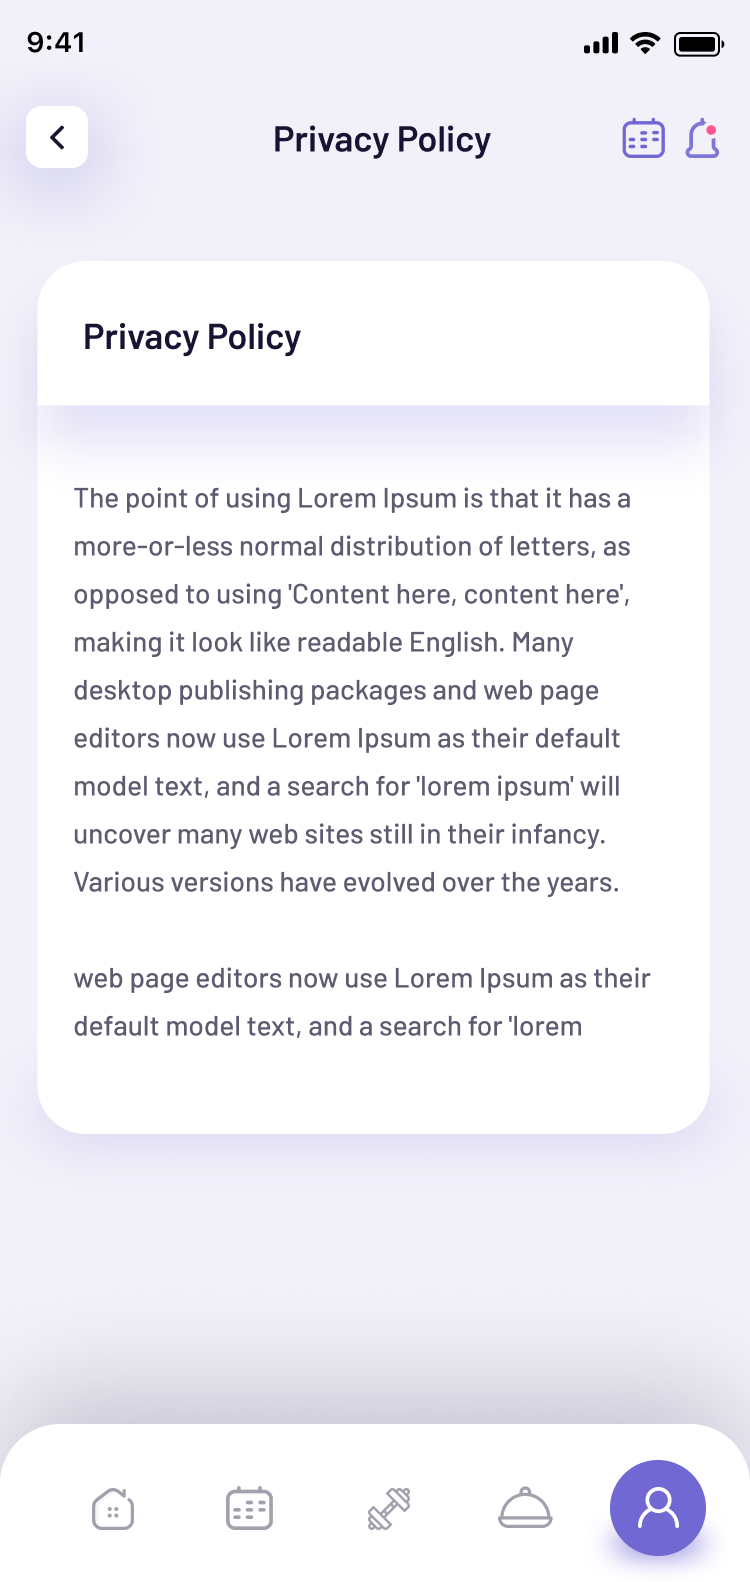 9:41
Privacy Policy
Privacy Policy
The point of using Lorem Ipsum is that it has a
more-or-less normal distribution of letters, as
opposed to using 'Content here, content here',
making it look like readable English. Many
desktop publishing packages and web page
editors now use Lorem Ipsum as their default
model text, and a search for 'lorem ipsum' will
uncover many web sites still in their infancy.
Various versions have evolved over the years.
web page editors now use Lorem Ipsum as their
default model text, and a search for 'lorem